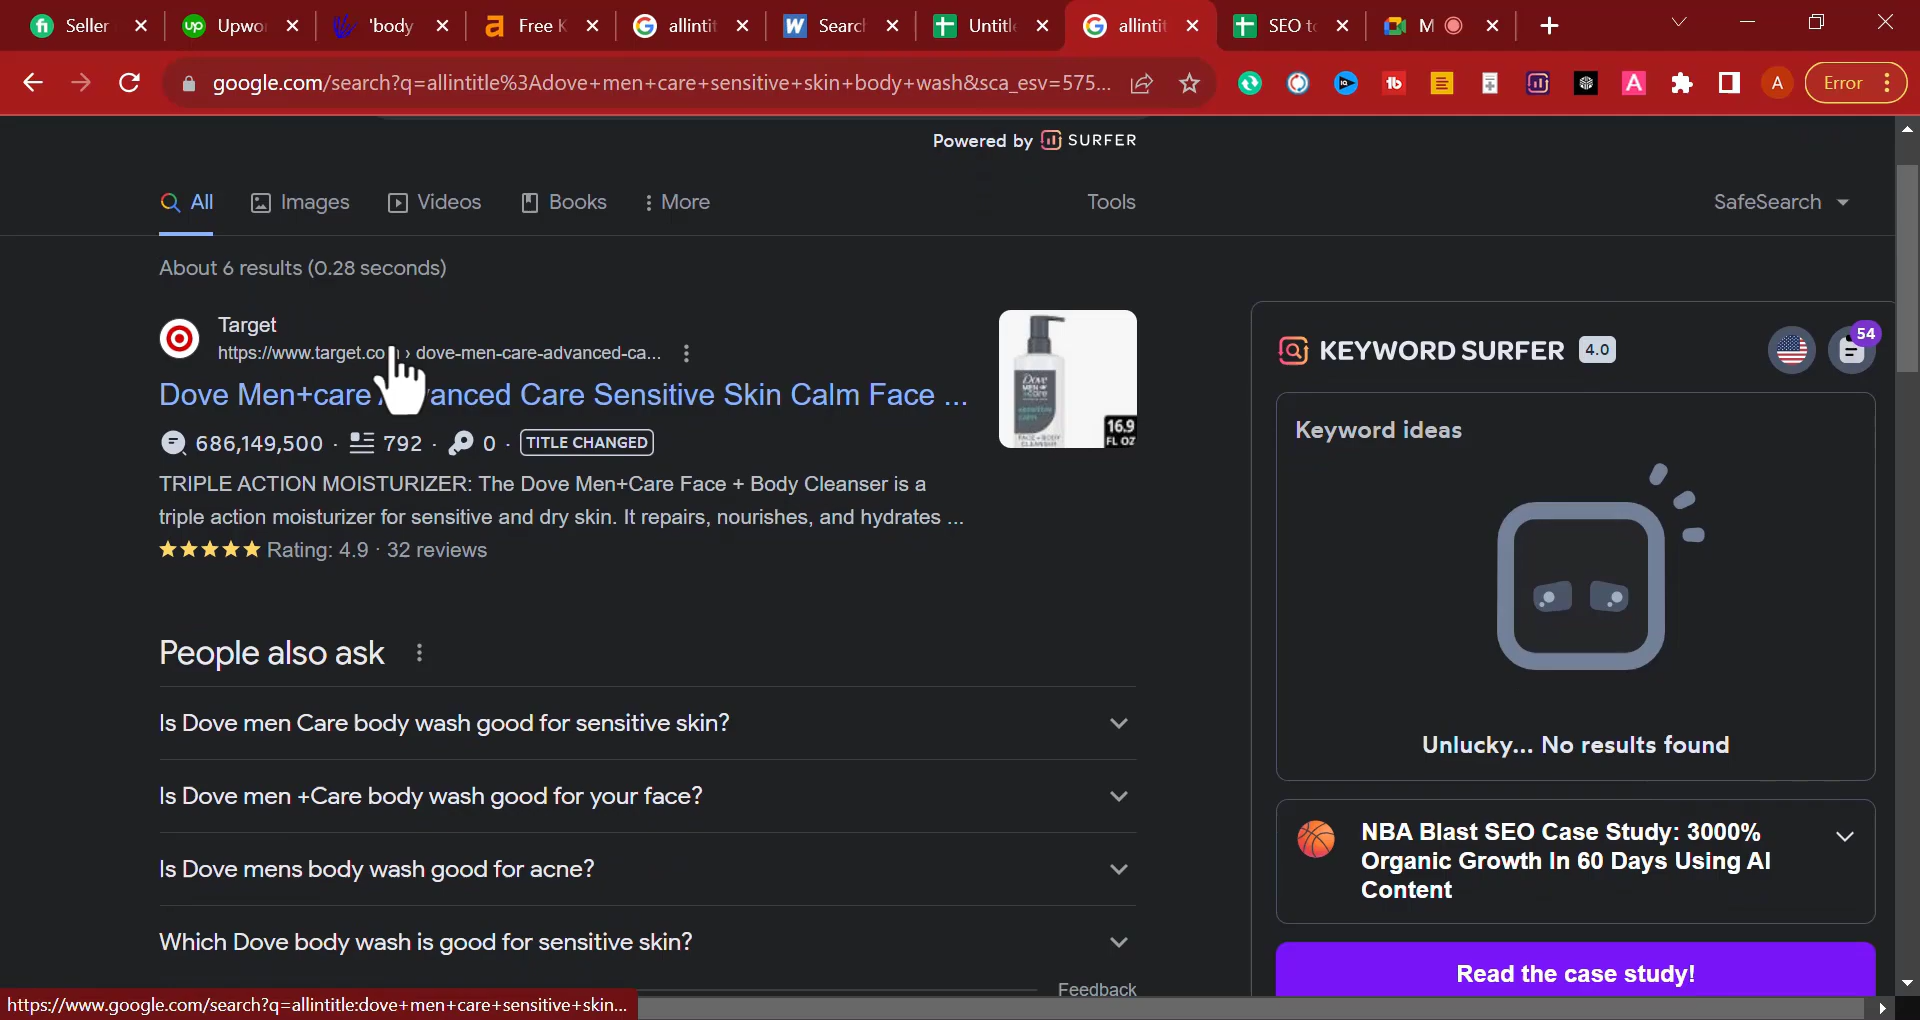 Seller
Upwo
'body
Free K
allintit
Search
Untitle
allintit
SEO to
M
google.com/search?q=allintitle%3Adove+men+care+sensitive+skin+body+wash&sca_esv=575...
A
A
Error
Powered by SURFER
All
Images
Videos
Books
More
Tools
SafeSearch
About 6 results (0.28 seconds)
Target
https://www.target.co › dove-men-care-advanced-ca...
Dove Men+care Advanced Care Sensitive Skin Calm Face ...
686,149,500 · 792 · 0 · TITLE CHANGED
TRIPLE ACTION MOISTURIZER: The Dove Men+Care Face + Body Cleanser is a
triple action moisturizer for sensitive and dry skin. It repairs, nourishes, and hydrates ...
Rating: 4.9 · 32 reviews
Dove
MEN+
care
16.9
FL OZ
KEYWORD SURFER 4.0
54
Keyword ideas
Unlucky... No results found
People also ask
Is Dove men Care body wash good for sensitive skin?
Is Dove men +Care body wash good for your face?
Is Dove mens body wash good for acne?
Which Dove body wash is good for sensitive skin?
Feedback
NBA Blast SEO Case Study: 3000%
Organic Growth In 60 Days Using AI
Content
Read the case study!
https://www.google.com/search?q=allintitle:dove+men+care+sensitive+skin...